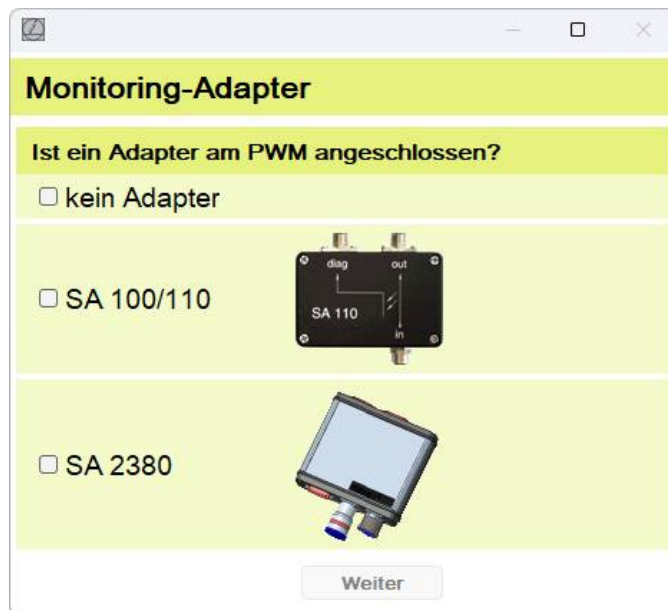 Monitoring-Adapter
Ist ein Adapter am PWM angeschlossen?
kein Adapter
SA 100/110
diag
out
SA 110
in
SA 2380
Weiter